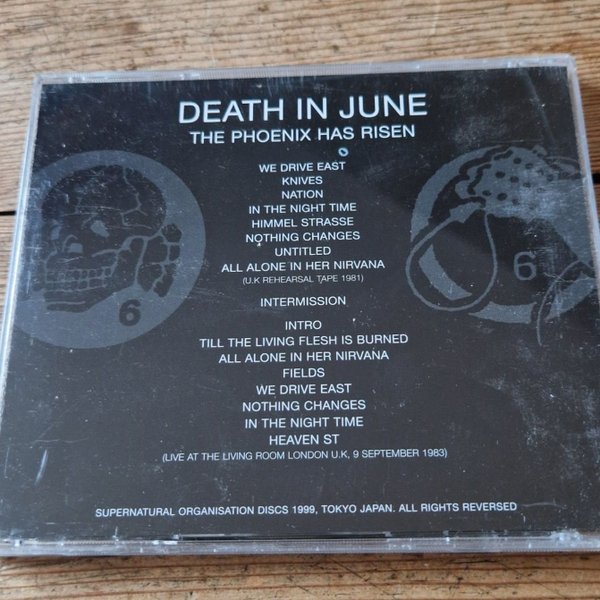 DEATH IN JUNE
THE PHOENIX HAS RISEN
WE DRIVE EAST
KNIVES
NATION
IN THE NIGHT TIME
HIMMEL STRASSE
NOTHING CHANGES
UNTITLED
ALL ALONE IN HER NIRVANA
(U.K REHEARSAL TAPE 1981)
INTERMISSION
INTRO
TILL THE LIVING FLESH IS BURNED
ALL ALONE IN HER NIRVANA
FIELDS
WE DRIVE EAST
NOTHING CHANGES
IN THE NIGHT TIME
HEAVEN ST
(LIVE AT THE LIVING ROOM LONDON U.K, 9 SEPTEMBER 1983)
6
6
SUPERNATURAL ORGANISATION DISCS 1999, TOKYO JAPAN. ALL RIGHTS REVERSED